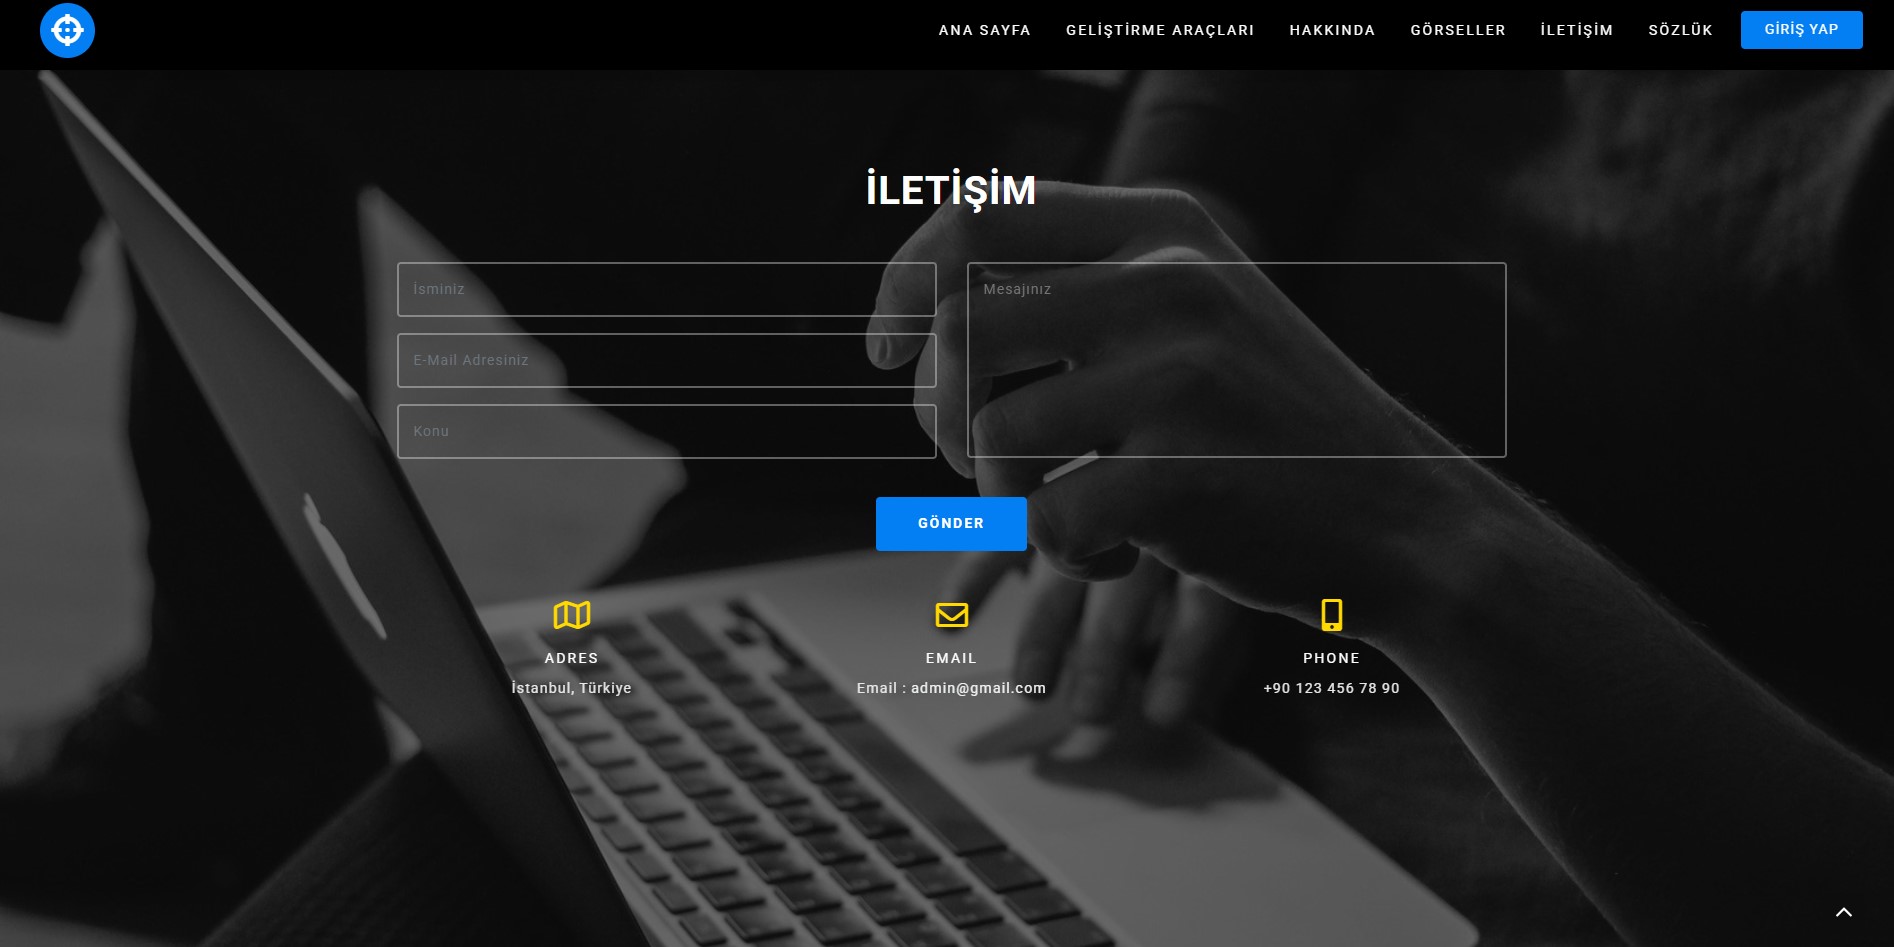 ANA SAYFA
GELİŞTİRME ARAÇLARI
HAKKINDA
GÖRSELLER
İLETİŞİM
SÖZLÜK
GİRİŞ YAP
İLETİŞİM
İsminiz
E-Mail Adresiniz
Konu
Mesajınız
GÖNDER
ADRES
İstanbul, Türkiye
EMAIL
Email : admin@gmail.com
PHONE
+90 123 456 78 90